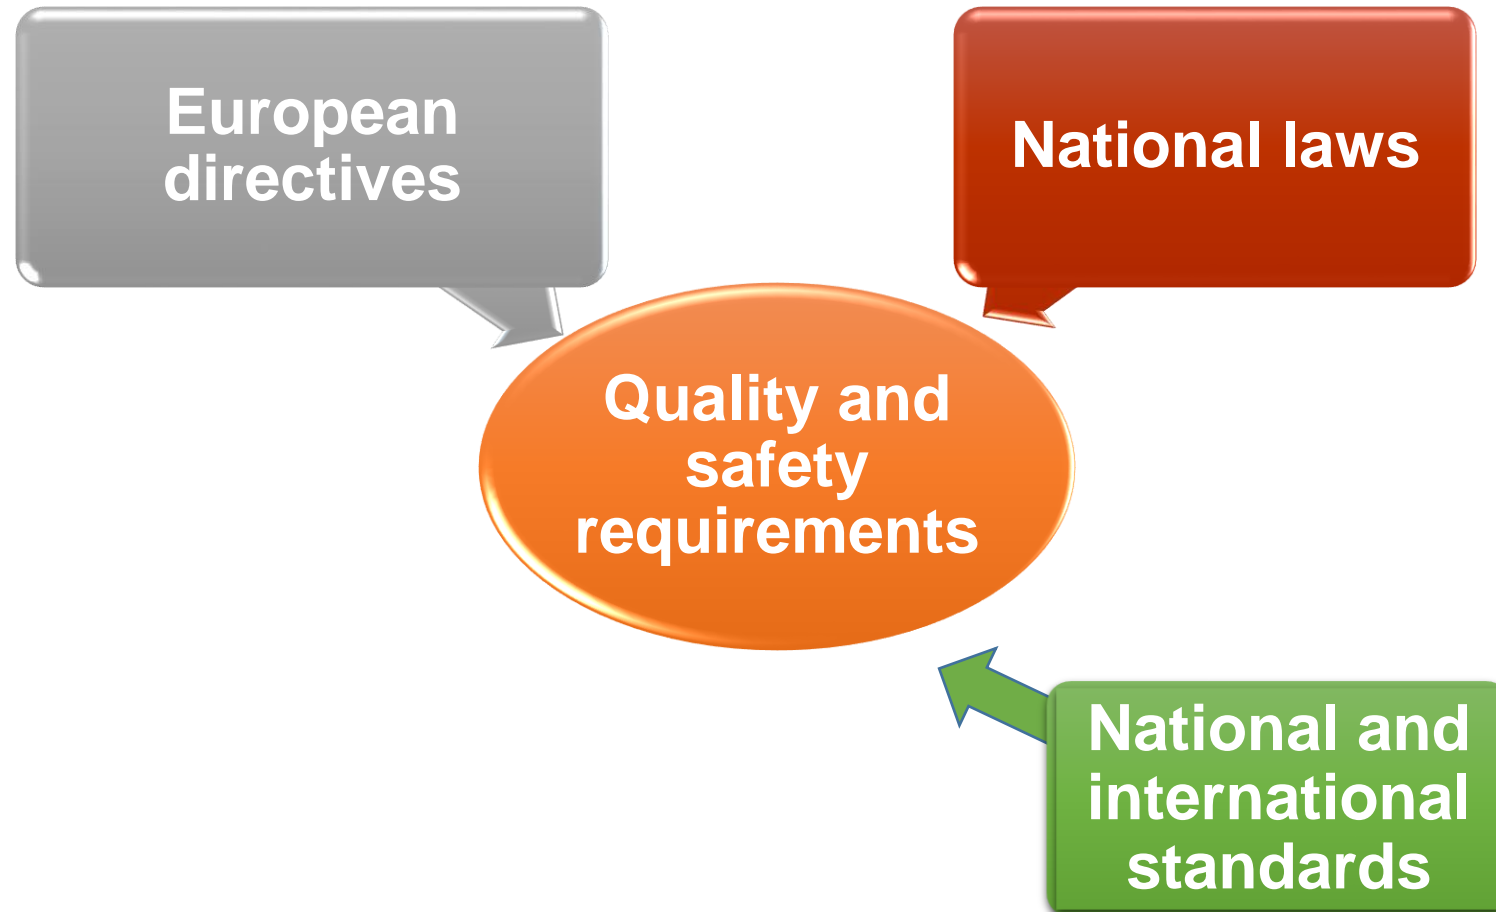 European
directives
National laws
Quality and
safety
requirements
National and
international
standards